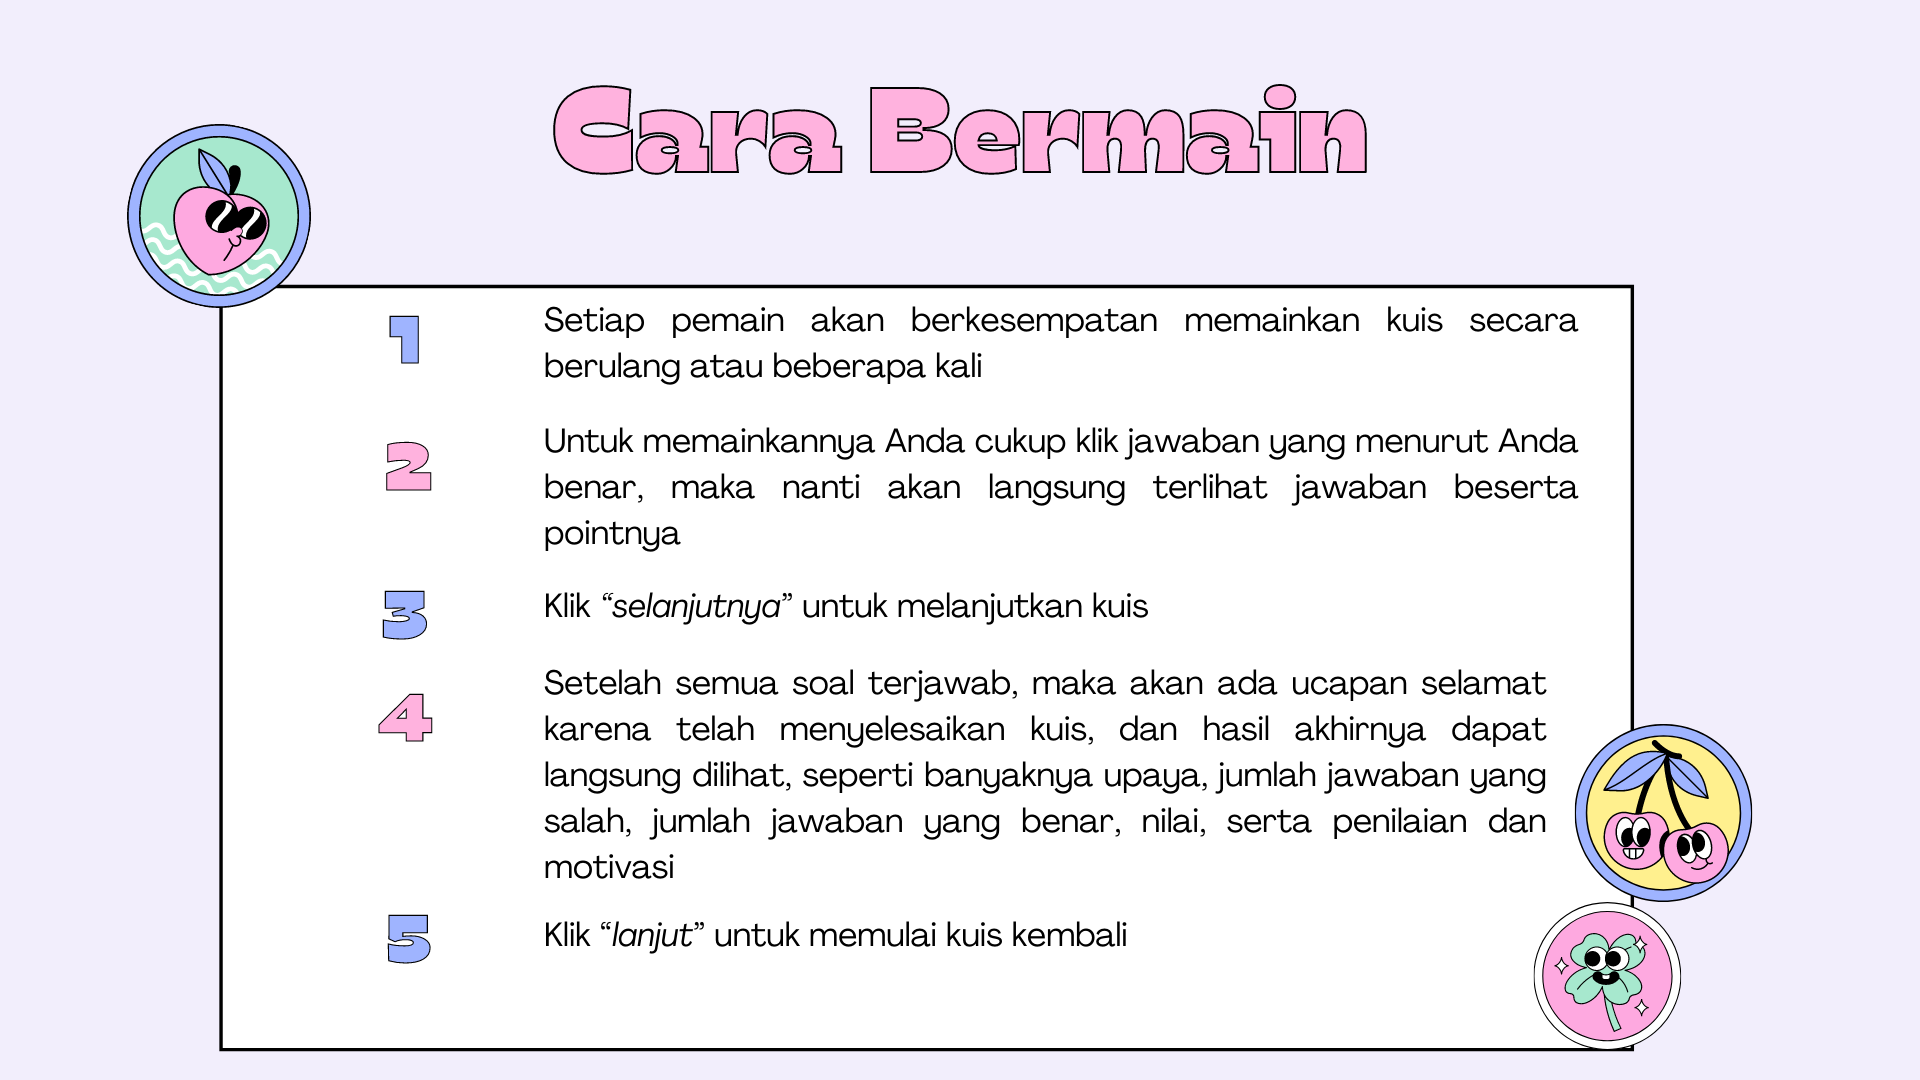 Cara Bermain
1
Setiap pemain akan berkesempatan memainkan kuis secara
berulang atau beberapa kali
2
Untuk memainkannya Anda cukup klik jawaban yang menurut Anda
benar, maka nanti akan langsung terlihat jawaban beserta
pointnya
3
Klik “selanjutnya” untuk melanjutkan kuis
4
Setelah semua soal terjawab, maka akan ada ucapan selamat
karena telah menyelesaikan kuis, dan hasil akhirnya dapat
langsung dilihat, seperti banyaknya upaya, jumlah jawaban yang
salah, jumlah jawaban yang benar, nilai, serta penilaian dan
motivasi
5
Klik “lanjut” untuk memulai kuis kembali